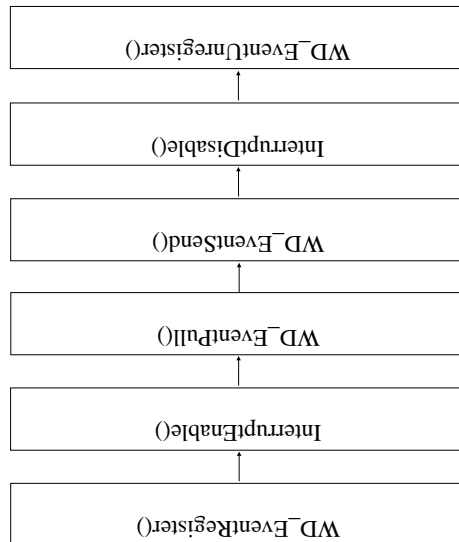 WD_EventRegister()
InterruptEnable()
WD_EventPull()
WD_EventSend()
InterruptDisable()
WD_EventUnregister()